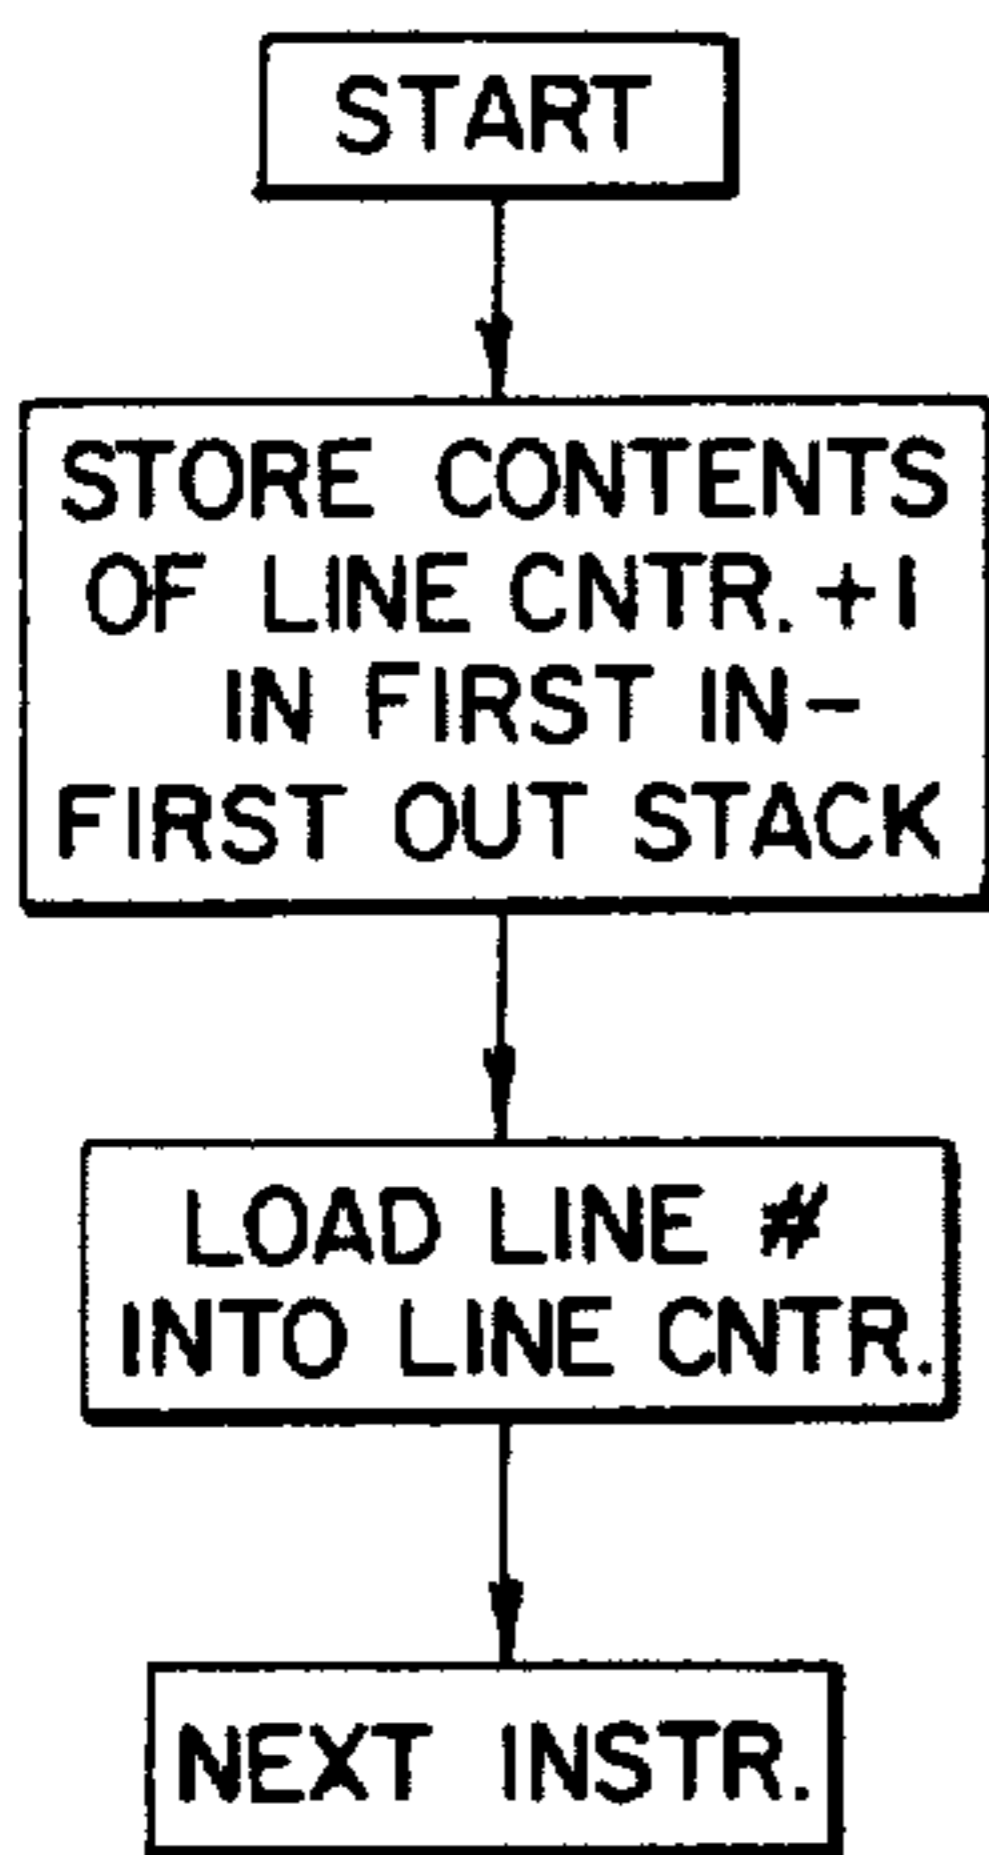 START
STORE CONTENTS
OF LINE CNTR. +1
IN FIRST IN-
FIRST OUT STACK
LOAD LINE #
INTO LINE CNTR.
NEXT INSTR.